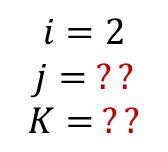 i = 2
j = ? ?
K = ? ?